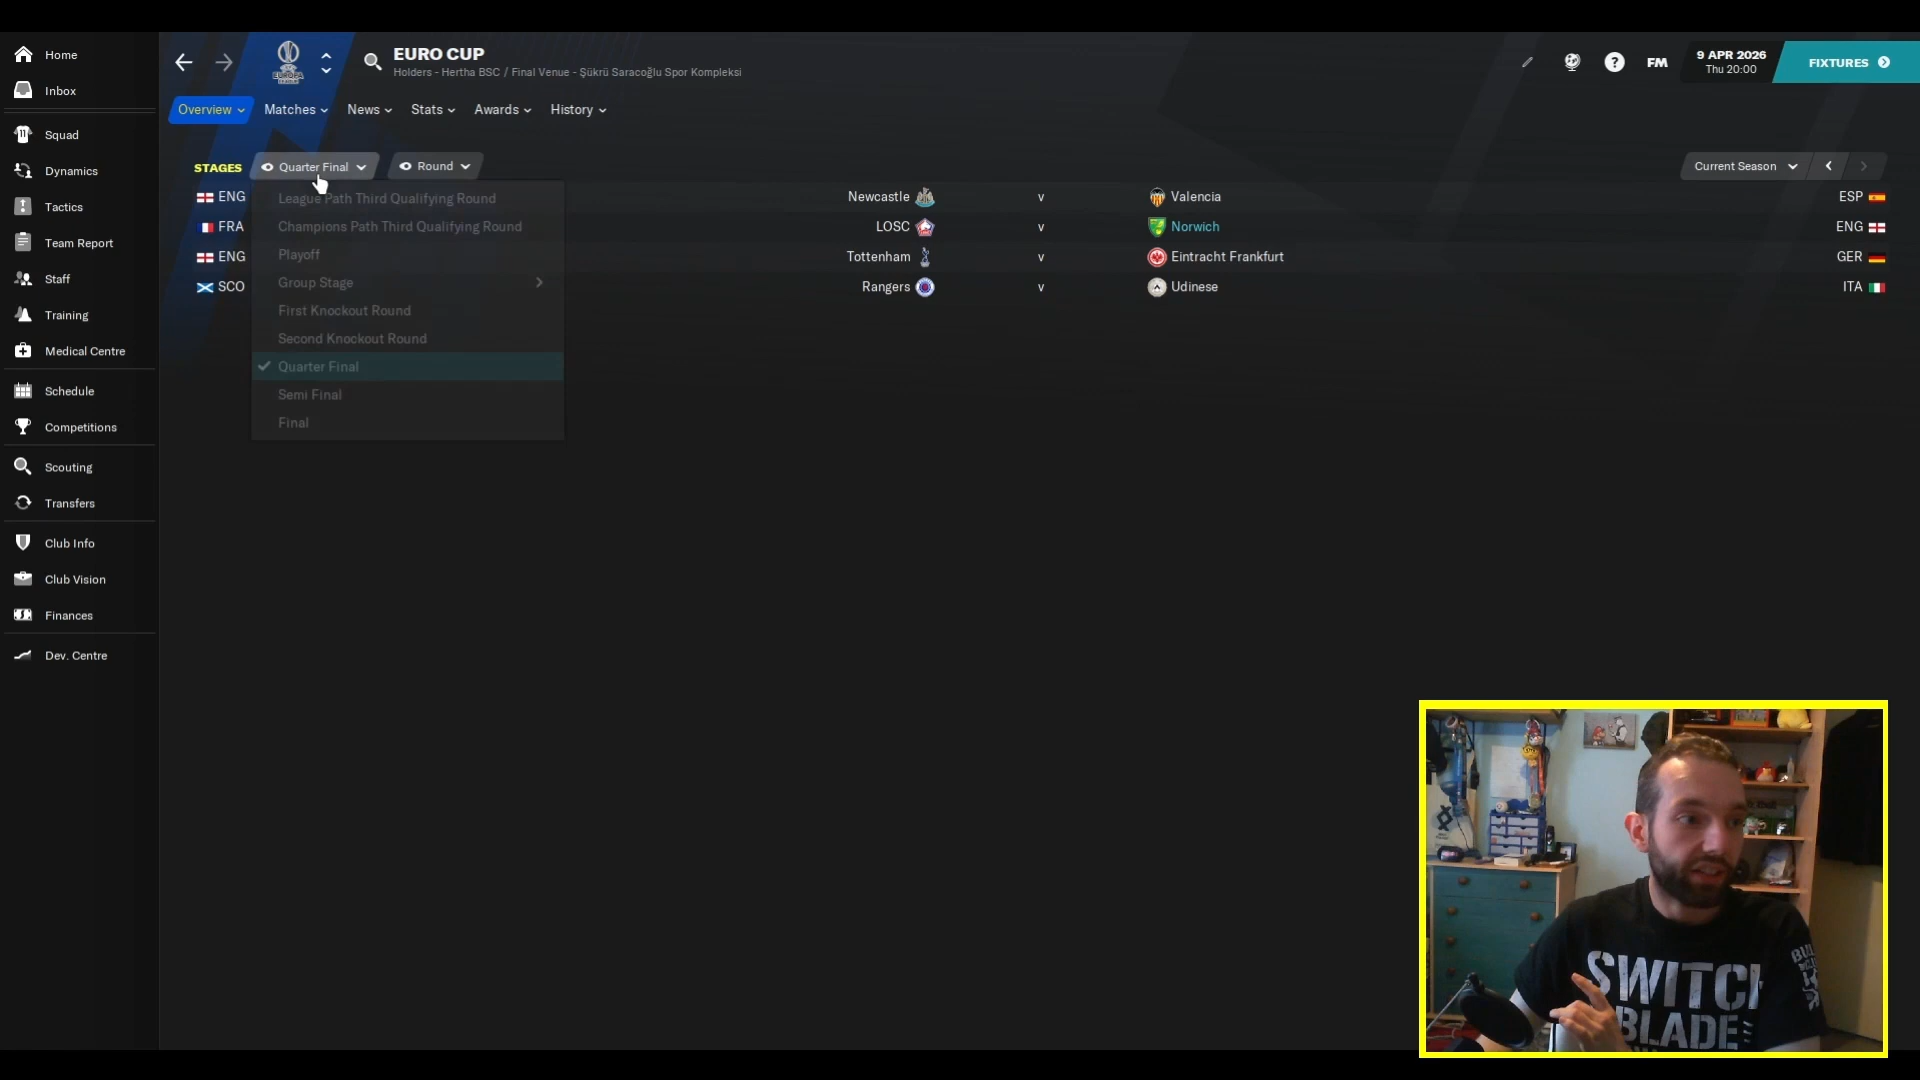 Home
Inbox
Squad
Dynamics
Tactics
Team Report
Staff
Training
Medical Centre
Schedule
Competitions
Scouting
Transfers
Club Info
Club Vision
Finances
Dev. Centre
EURO CUP
Holders - Hertha BSC / Final Venue - Şükrü Saracoğlu Spor Kompleksi
FM
9 APR 2026
Thu 20:00
FIXTURES
Overview Matches News Stats Awards History
STAGES Quarter Final Round Current Season
ENG Newcastle v Valencia ESP
FRA LOSC v Norwich ENG
ENG Tottenham v Eintracht Frankfurt GER
SCO Rangers v Udinese ITA
League Path Third Qualifying Round
Champions Path Third Qualifying Round
Playoff
Group Stage
First Knockout Round
Second Knockout Round
Quarter Final
Semi Final
Final
SWITCH
BLADE